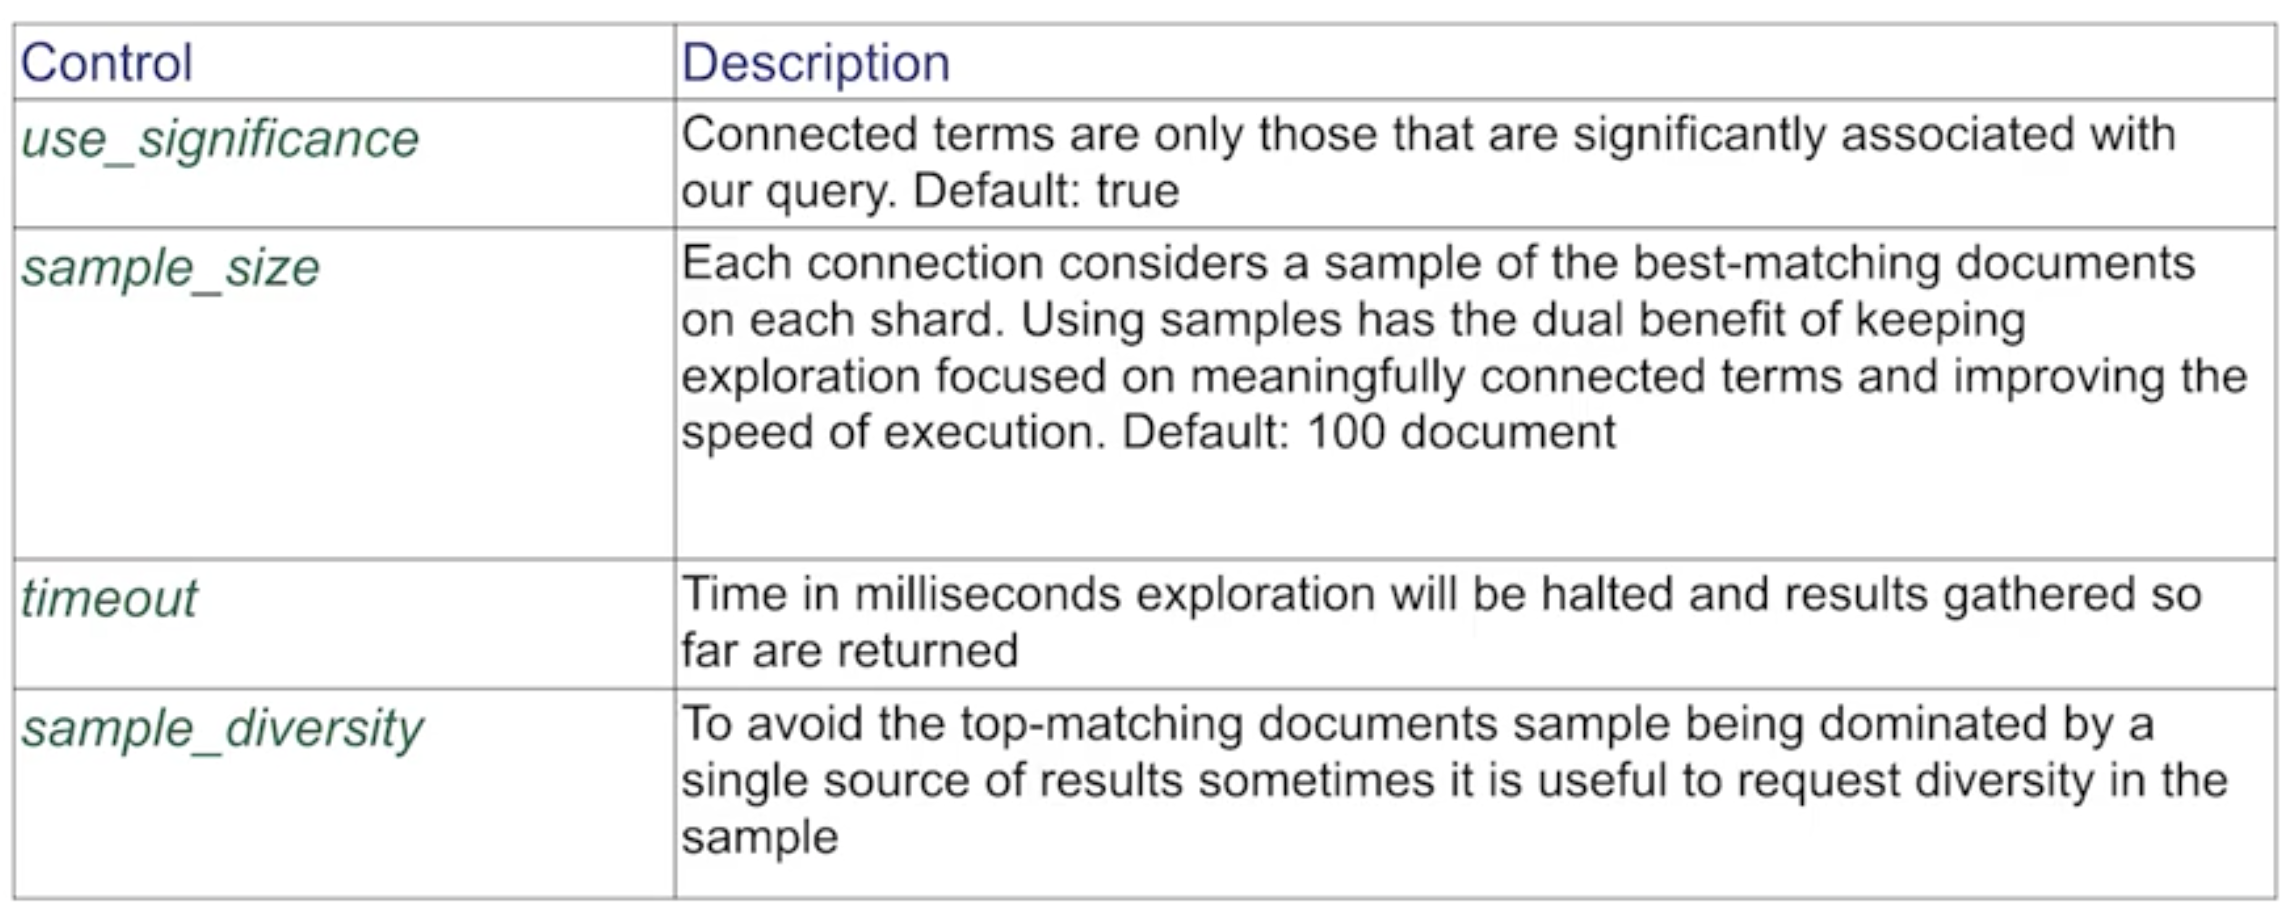 Control
Description
use_significance
Connected terms are only those that are significantly associated with
our query. Default: true
sample_size
Each connection considers a sample of the best-matching documents
on each shard. Using samples has the dual benefit of keeping
exploration focused on meaningfully connected terms and improving the
speed of execution. Default: 100 document
timeout
Time in milliseconds exploration will be halted and results gathered so
far are returned
sample_diversity
To avoid the top-matching documents sample being dominated by a
single source of results sometimes it is useful to request diversity in the
sample